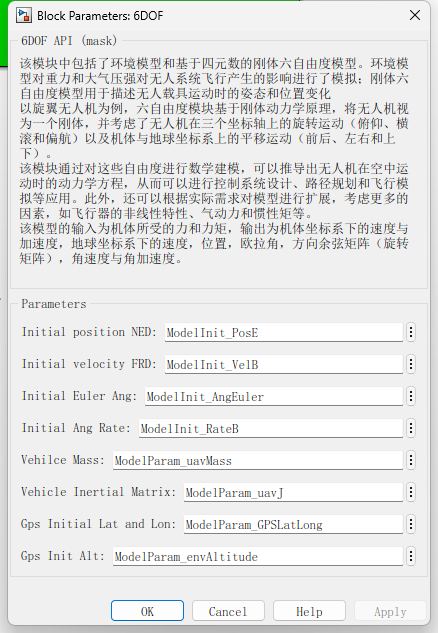 Block Parameters: 6DOF
6DOF API (mask)
该模块中包括了环境模型和基于四元数的刚体六自由度模型。环境模
型对重力和大气压强对无人系统飞行产生的影响进行了模拟；刚体六
自由度模型用于描述无人载具运动时的姿态和位置变化
以旋翼无人机为例，六自由度模块基于刚体动力学原理，将无人机视
为一个刚体，并考虑了无人机在三个坐标轴上的旋转运动（俯仰、横
滚和偏航）以及机体与地球坐标系上的平移运动（前后、左右和上
下）。
该模块通过对这些自由度进行数学建模，可以推导出无人机在空中运
动时的动力学方程，从而可以进行控制系统设计、路径规划和飞行模
拟等应用。此外，还可以根据实际需求对模型进行扩展，考虑更多的
因素，如飞行器的非线性特性、气动力和惯性矩等。
该模型的输入为机体所受的力和力矩，输出为机体坐标系下的速度与
加速度，地球坐标系下的速度，位置，欧拉角，方向余弦矩阵（旋转
矩阵），角速度与角加速度。
Parameters
Initial position NED: ModelInit_PosE
Initial velocity FRD: ModelInit_VelB
Initial Euler Ang: ModelInit_AngEuler
Initial Ang Rate: ModelInit_RateB
Vehilce Mass: ModelParam_uavMass
Vehicle Inertial Matrix: ModelParam_uavJ
Gps Initial Lat and Lon: ModelParam_GPSLatLong
Gps Init Alt: ModelParam_envAltitude
OK Cancel Help Apply